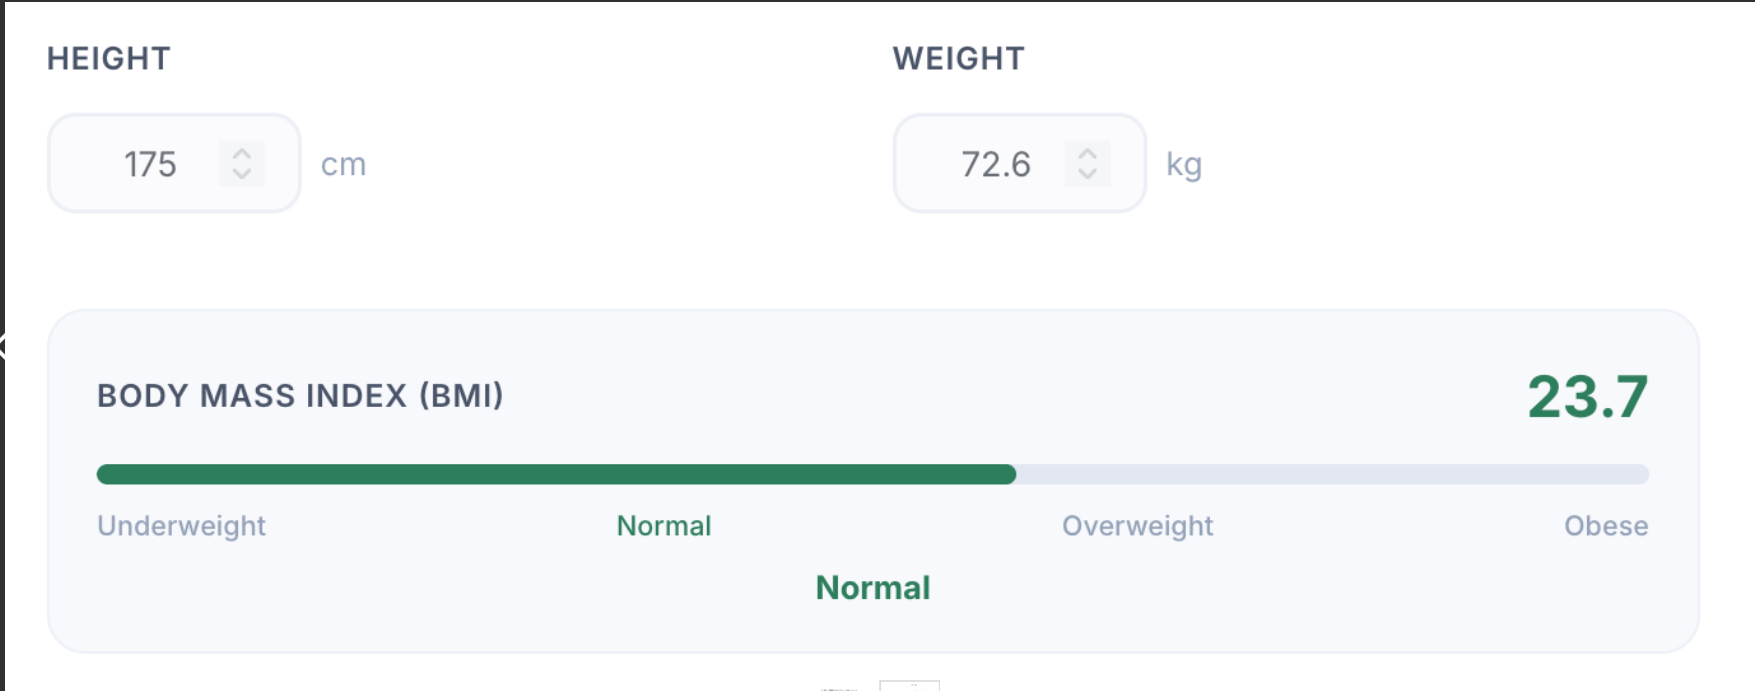 HEIGHT WEIGHT
175 cm 72.6 kg
BODY MASS INDEX (BMI) 23.7
Underweight Normal Overweight Obese
Normal